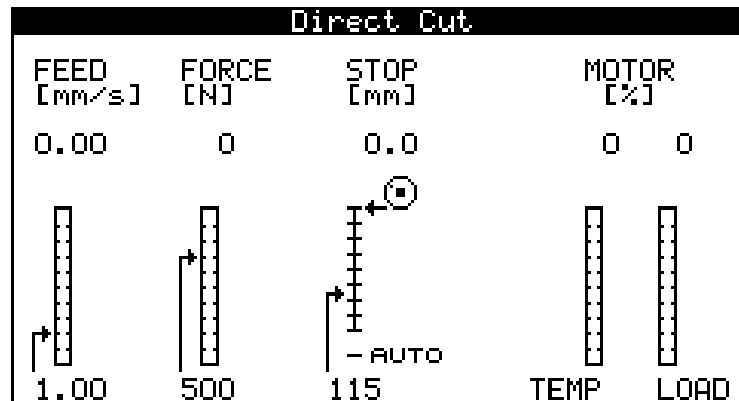 Direct Cut
FEED FORCE STOP MOTOR
[mm/s] [N] [mm] [%]
0.00 0 0.0 0 0
AUTO
1.00 500 115 TEMP LOAD